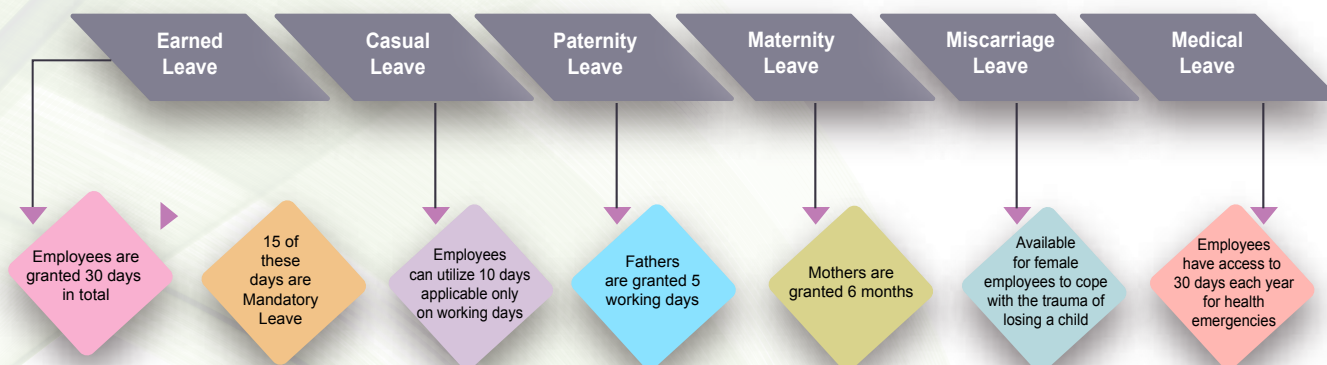 Earned
Leave
Casual
Leave
Paternity
Leave
Maternity
Leave
Miscarriage
Leave
Medical
Leave
Employees are
granted 30 days
in total
15 of
these
days are
Mandatory
Leave
Employees
can utilize 10 days
applicable only
on working days
Fathers
are granted 5
working days
Mothers are
granted 6 months
Available
for female
employees to cope
with the trauma of
losing a child
Employees
have access to
30 days each year
for health
emergencies